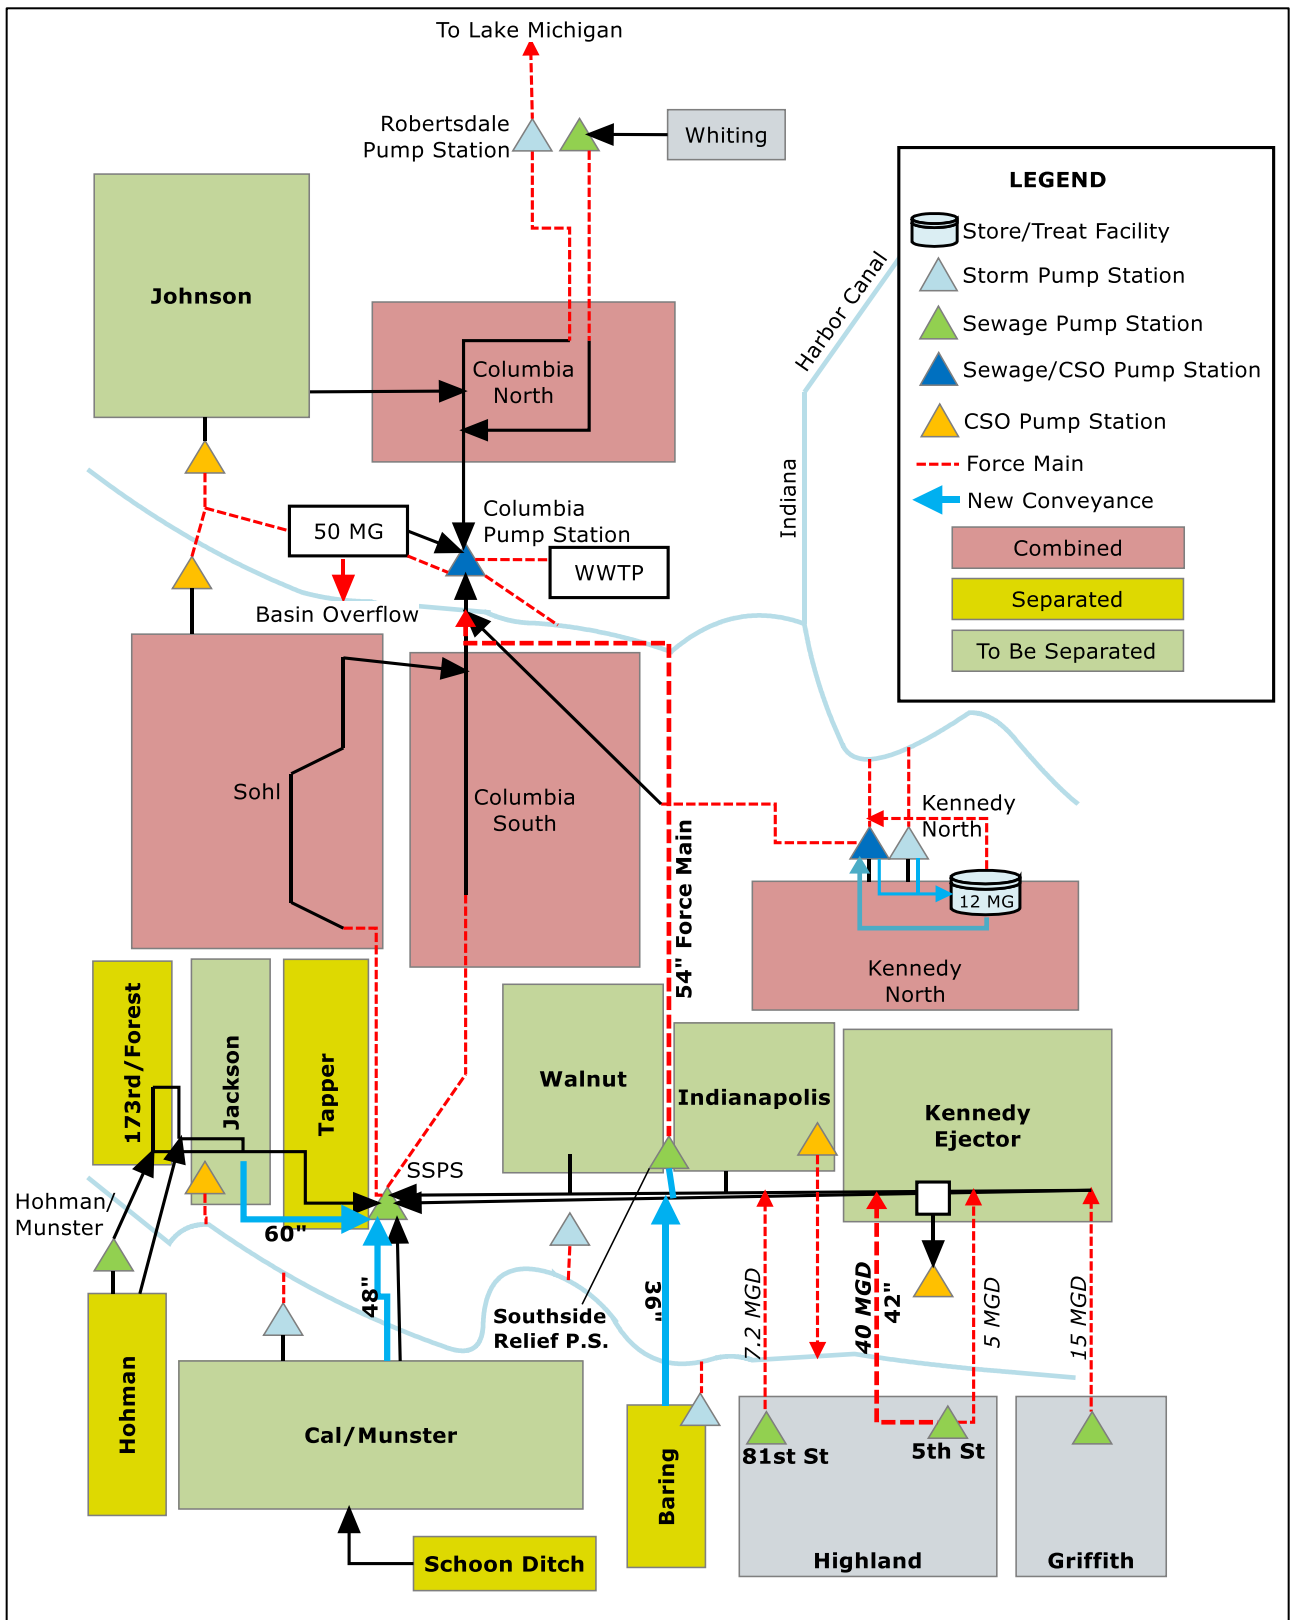 To Lake Michigan
Robertsdale
Pump Station
Whiting
LEGEND
Store/Treat Facility
Storm Pump Station
Sewage Pump Station
Sewage/CSO Pump Station
CSO Pump Station
Force Main
New Conveyance
Combined
Separated
To Be Separated
Harbor Canal
Indiana
Johnson
Columbia
North
50 MG
Columbia
Pump Station
WWTP
Basin Overflow
Sohl
Columbia
South
54" Force Main
Kennedy
North
12 MG
Kennedy
North
173rd/Forest
Jackson
Tapper
Walnut
Indianapolis
Kennedy
Ejector
SSPS
Hohman/
Munster
60"
48"
Southside
Relief P.S.
36"
7.2 MGD
40 MGD
42"
5 MGD
15 MGD
Hohman
Cal/Munster
Baring
81st St
5th St
Schoon Ditch
Highland
Griffith